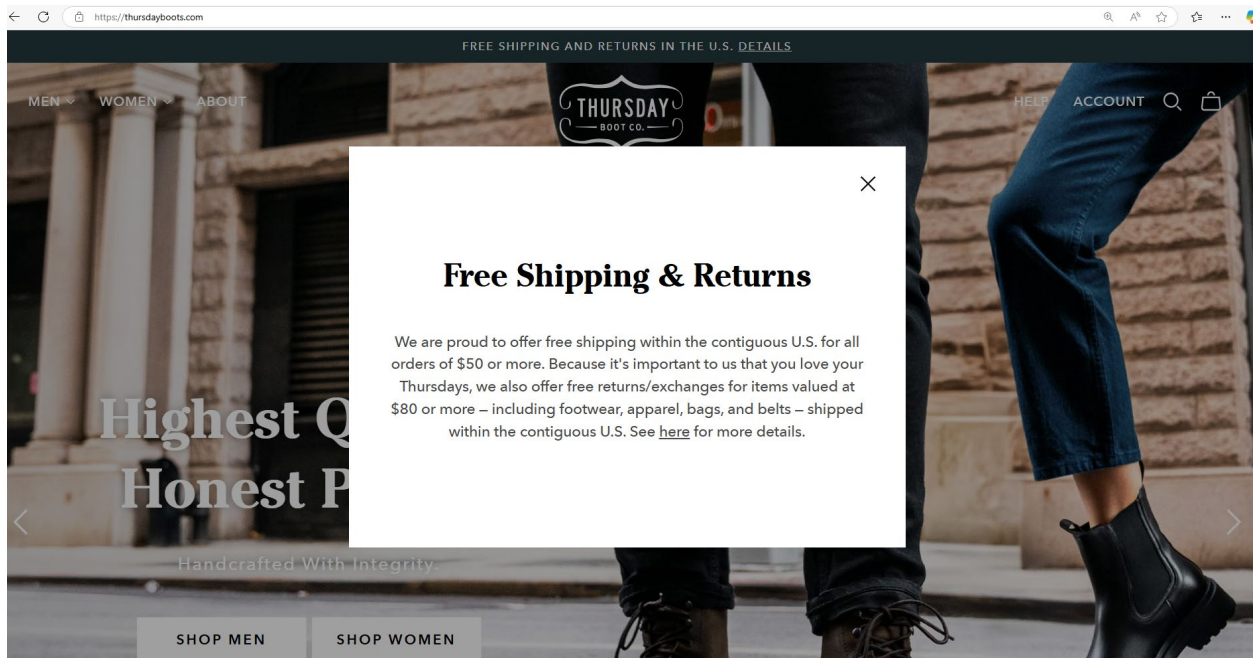 https://thursdayboots.com
FREE SHIPPING AND RETURNS IN THE U.S. DETAILS
MEN WOMEN ABOUT
THURSDAY
BOOT CO.
HELP ACCOUNT
Free Shipping & Returns
We are proud to offer free shipping within the contiguous U.S. for all
orders of $50 or more. Because it's important to us that you love your
Thursdays, we also offer free returns/exchanges for items valued at
$80 or more – including footwear, apparel, bags, and belts – shipped
within the contiguous U.S. See here for more details.
Highest Q
Honest P
Handcrafted With Integrity.
SHOP MEN SHOP WOMEN